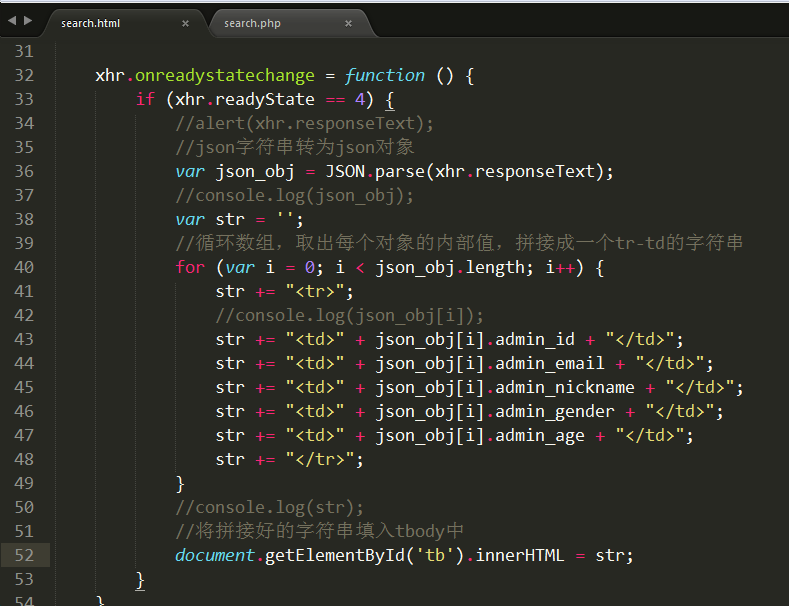 search.html × search.php ×
31
32 xhr.onreadystatechange = function () {
33 if (xhr.readyState == 4) {
34 //alert(xhr.responseText);
35 //json字符串转为json对象
36 var json_obj = JSON.parse(xhr.responseText);
37 //console.log(json_obj);
38 var str = '';
39 //循环数组，取出每个对象的内部值，拼接成一个tr-td的字符串
40 for (var i = 0; i < json_obj.length; i++) {
41 str += "<tr>";
42 //console.log(json_obj[i]);
43 str += "<td>" + json_obj[i].admin_id + "</td>";
44 str += "<td>" + json_obj[i].admin_email + "</td>";
45 str += "<td>" + json_obj[i].admin_nickname + "</td>";
46 str += "<td>" + json_obj[i].admin_gender + "</td>";
47 str += "<td>" + json_obj[i].admin_age + "</td>";
48 str += "</tr>";
49 }
50 //console.log(str);
51 //将拼接好的字符串填入tbody中
52 document.getElementById('tb').innerHTML = str;
53 }
54 }